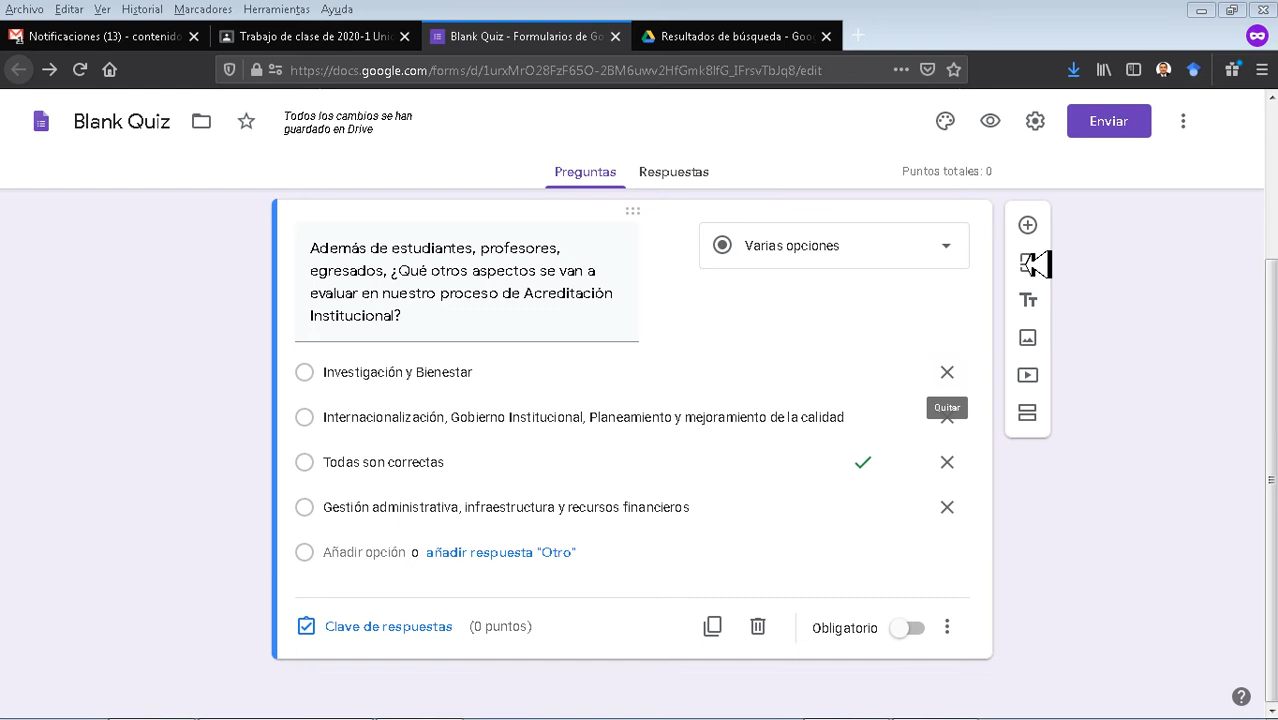 Archivo Editar Ver Historial Marcadores Herramientas Ayuda
Notificaciones (13) - contenido
Trabajo de clase de 2020-1 Uni
Blank Quiz - Formularios de Go
Resultados de búsqueda - Goo
https://docs.google.com/forms/d/1urxMrO28FzF65O-2BM6uwv2HfGmk8lfG_IFrsvTbJq8/edit
Blank Quiz
Todos los cambios se han
guardado en Drive
Enviar
Preguntas Respuestas
Puntos totales: 0
Además de estudiantes, profesores,
egresados, ¿Qué otros aspectos se van a
evaluar en nuestro proceso de Acreditación
Institucional?
Varias opciones
Investigación y Bienestar
Quitar
Internacionalización, Gobierno Institucional, Planeamiento y mejoramiento de la calidad
Todas son correctas
Gestión administrativa, infraestructura y recursos financieros
Añadir opción o añadir respuesta "Otro"
Clave de respuestas (0 puntos)
Obligatorio